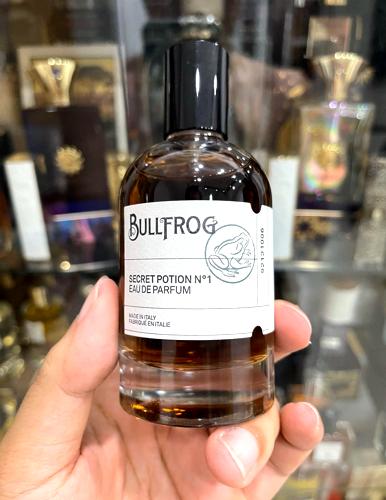 BULLFROG
SECRET POTION N°1
EAU DE PARFUM
MADE IN ITALY
FABRIQUÉ EN ITALIE